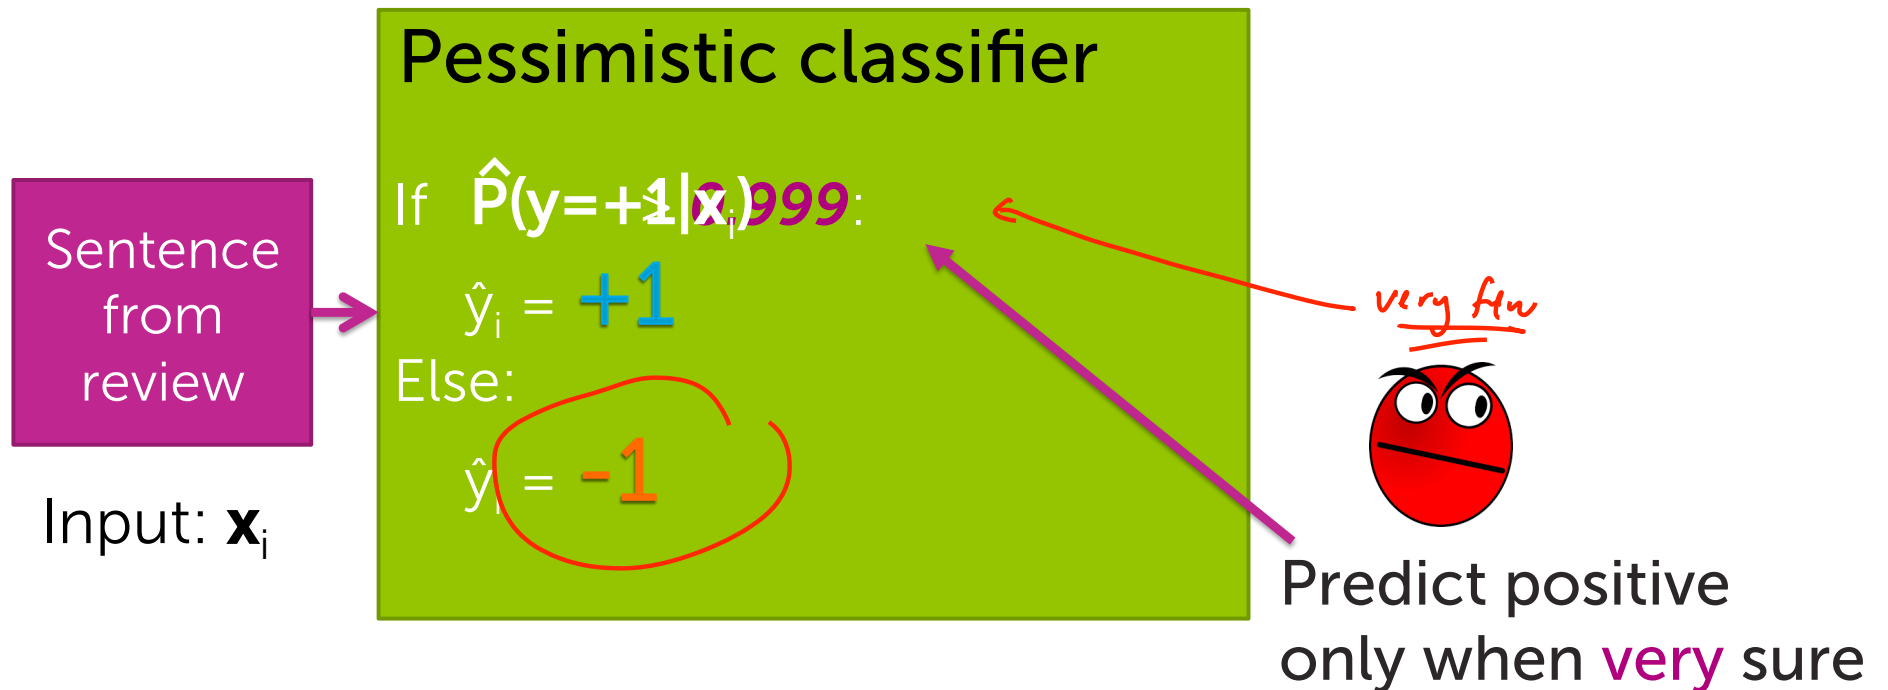 Pessimistic classifier
If P̂(y=+1|xᵢ) > 0.999:
ŷᵢ = +1
Else:
ŷᵢ = -1
Sentence
from
review
Input: xᵢ
very few
Predict positive
only when very sure